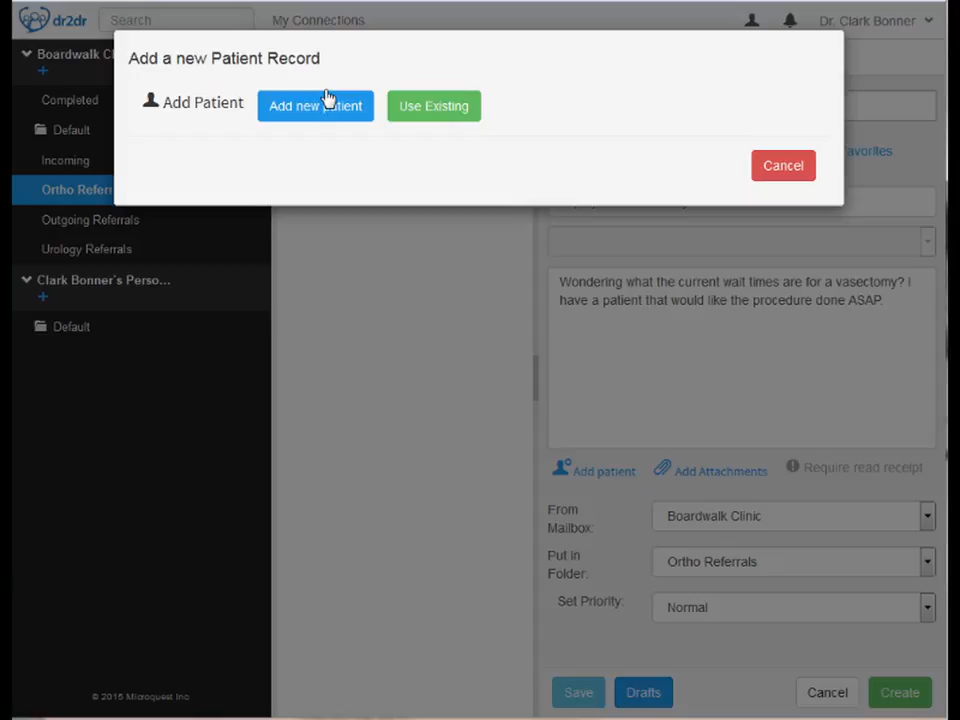 dr2dr
Search
My Connections
Dr. Clark Bonner
Add a new Patient Record
Add Patient
Add new patient
Use Existing
Cancel
Boardwalk Cl
+
Completed
Default
Incoming
Ortho Referr
Outgoing Referrals
Urology Referrals
Clark Bonner's Perso...
+
Default
avorites
Wondering what the current wait times are for a vasectomy? I
have a patient that would like the procedure done ASAP.
Add patient
Add Attachments
Require read receipt
From
Mailbox:
Boardwalk Clinic
Put in
Folder:
Ortho Referrals
Set Priority:
Normal
© 2015 Microquest Inc
Save
Drafts
Cancel
Create